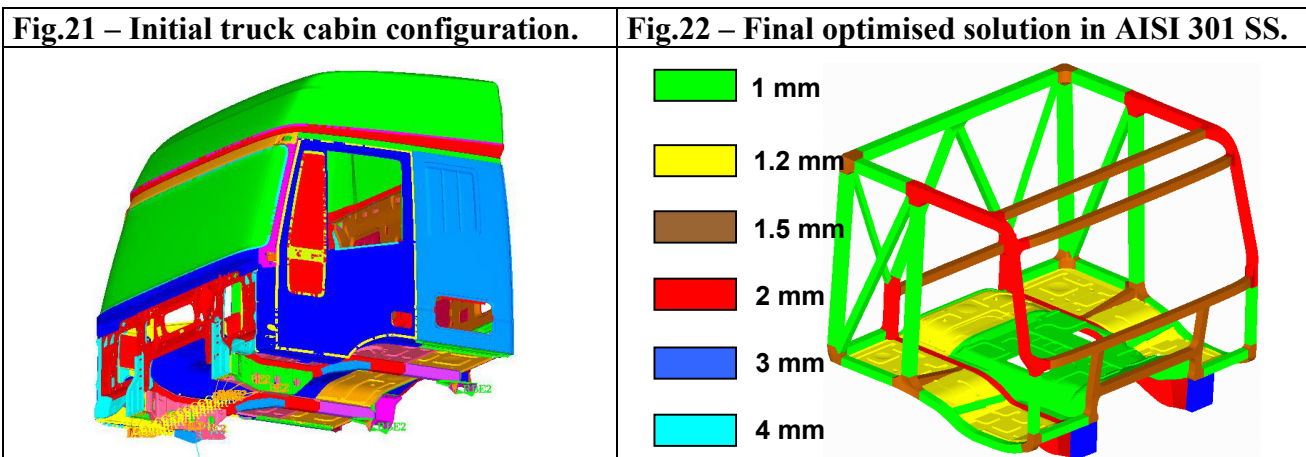 Fig.21 – Initial truck cabin configuration.
Fig.22 – Final optimised solution in AISI 301 SS.
1 mm
1.2 mm
1.5 mm
2 mm
3 mm
4 mm